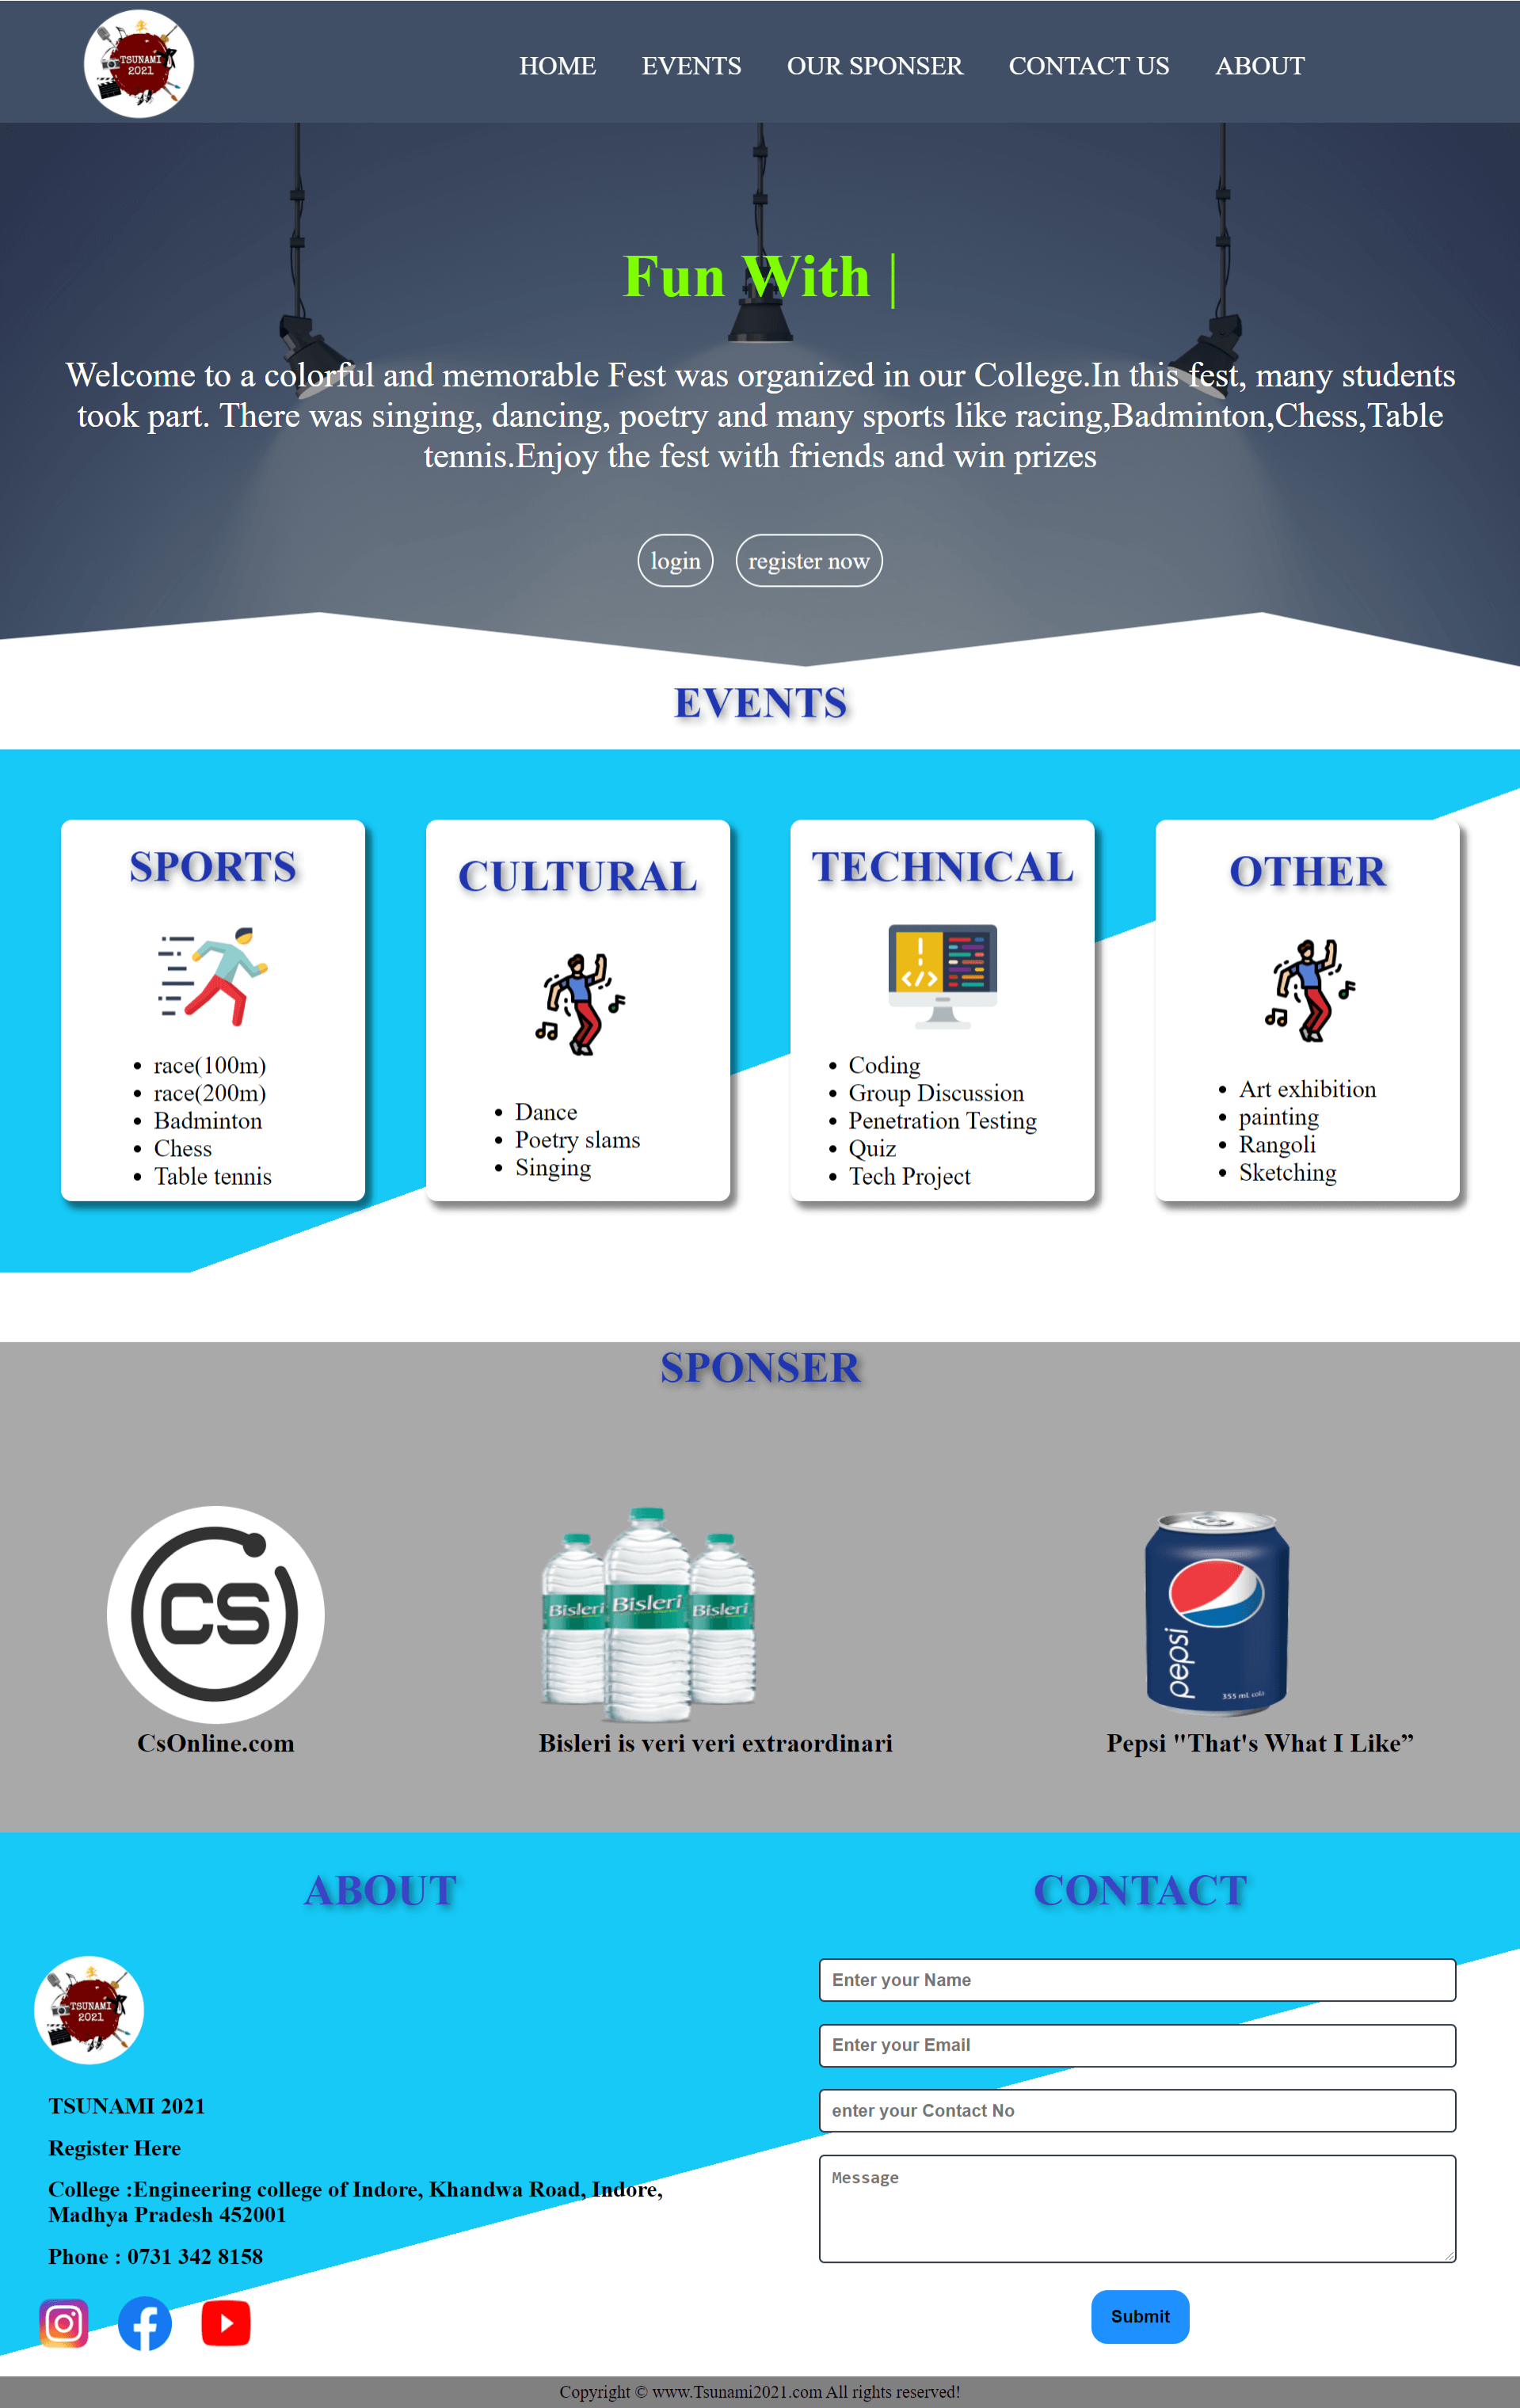 TSUNAMI
2021
HOME EVENTS OUR SPONSER CONTACT US ABOUT
Fun With |
Welcome to a colorful and memorable Fest was organized in our College.In this fest, many students
took part. There was singing, dancing, poetry and many sports like racing,Badminton,Chess,Table
tennis.Enjoy the fest with friends and win prizes
login register now
EVENTS
SPORTS
race(100m)
race(200m)
Badminton
Chess
Table tennis
CULTURAL
Dance
Poetry slams
Singing
TECHNICAL
</>
Coding
Group Discussion
Penetration Testing
Quiz
Tech Project
OTHER
Art exhibition
painting
Rangoli
Sketching
SPONSER
CS
CsOnline.com
Bisleri Bisleri Bisleri
Bisleri is veri veri extraordinari
pepsi
355 mL cola
Pepsi "That's What I Like”
ABOUT
TSUNAMI
2021
TSUNAMI 2021
Register Here
College :Engineering college of Indore, Khandwa Road, Indore,
Madhya Pradesh 452001
Phone : 0731 342 8158
CONTACT
Enter your Name
Enter your Email
enter your Contact No
Message
Submit
Copyright © www.Tsunami2021.com All rights reserved!